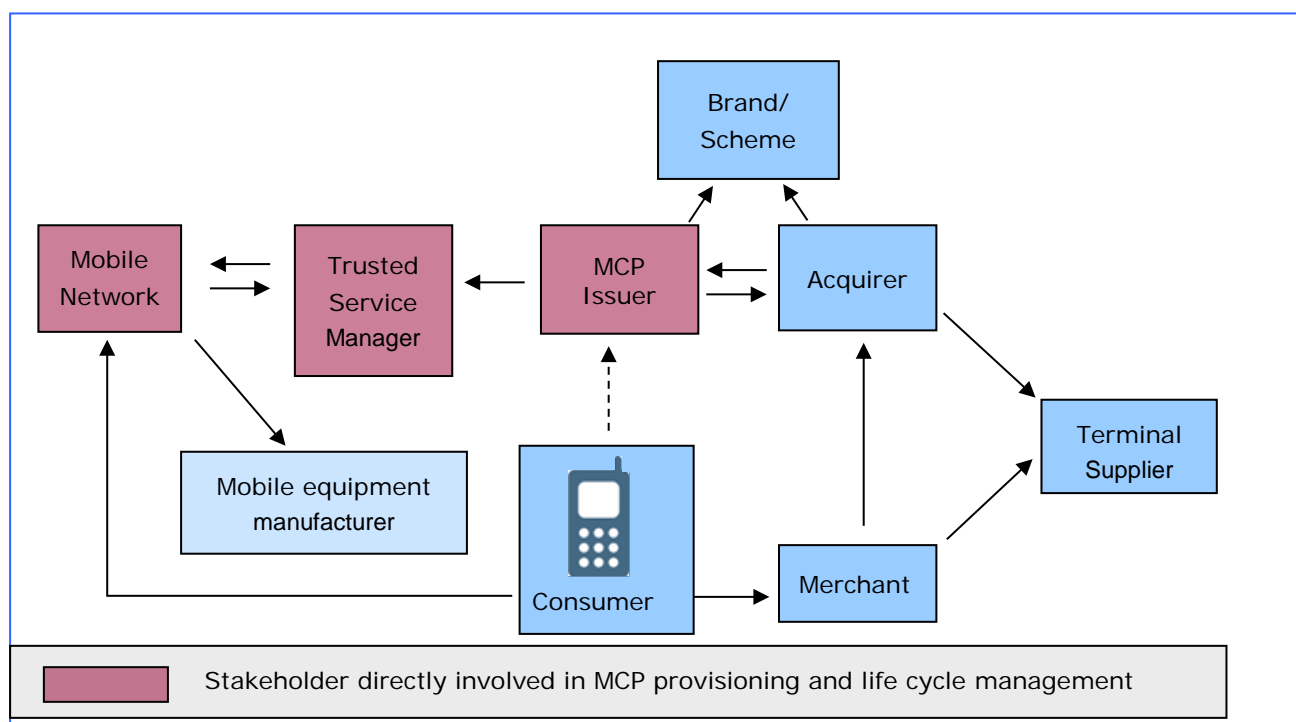 Brand/
Scheme
Mobile
Network
Trusted
Service
Manager
MCP
Issuer
Acquirer
Terminal
Supplier
Mobile equipment
manufacturer
Consumer
Merchant
Stakeholder directly involved in MCP provisioning and life cycle management